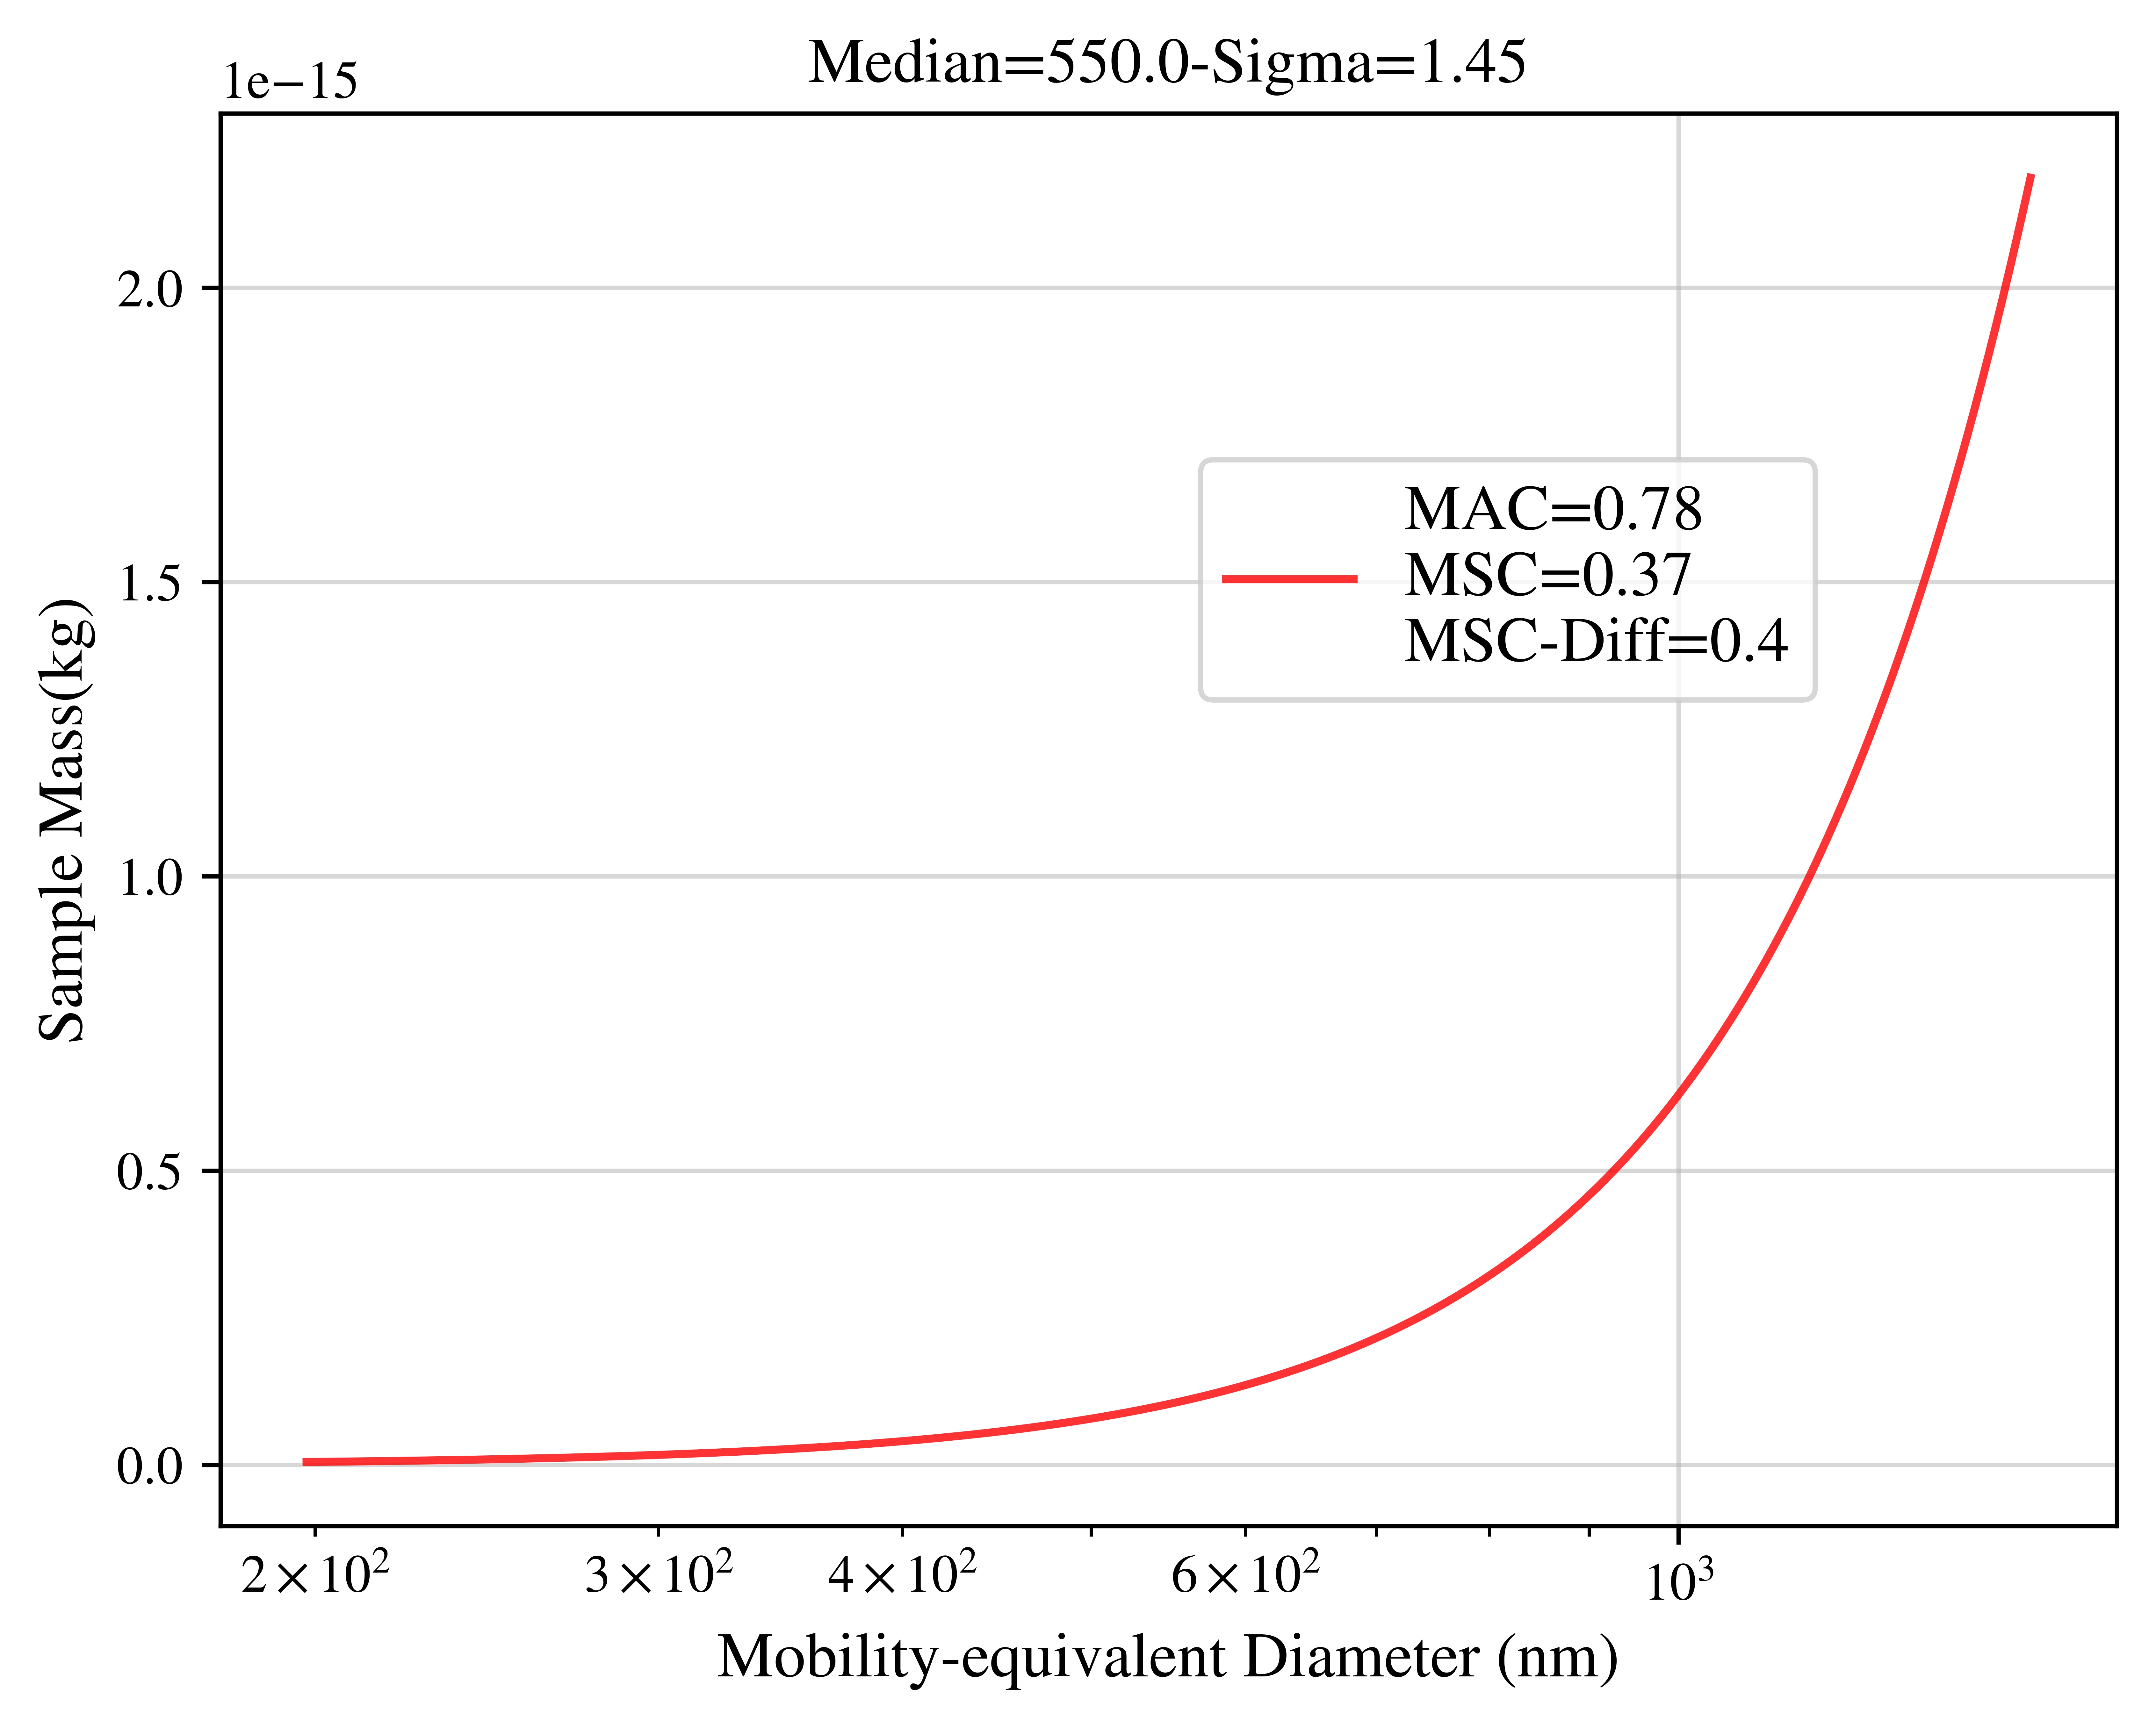 Median=550.0-Sigma=1.45
1e−15
2.0
1.5
1.0
0.5
0.0
Sample Mass(kg)
MAC=0.78
MSC=0.37
MSC-Diff=0.4
2×10²
3×10²
4×10²
6×10²
10³
Mobility-equivalent Diameter (nm)